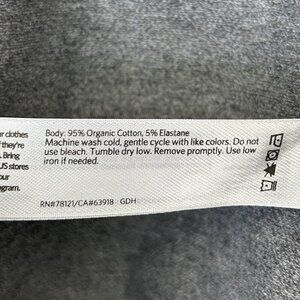 r clothes
they're
Bring
US stores
our
gram.
Body: 95% Organic Cotton, 5% Elastane
Machine wash cold, gentle cycle with like colors. Do not
use bleach. Tumble dry low. Remove promptly. Use low
iron if needed.
RN#78121/CA#63918 GDH